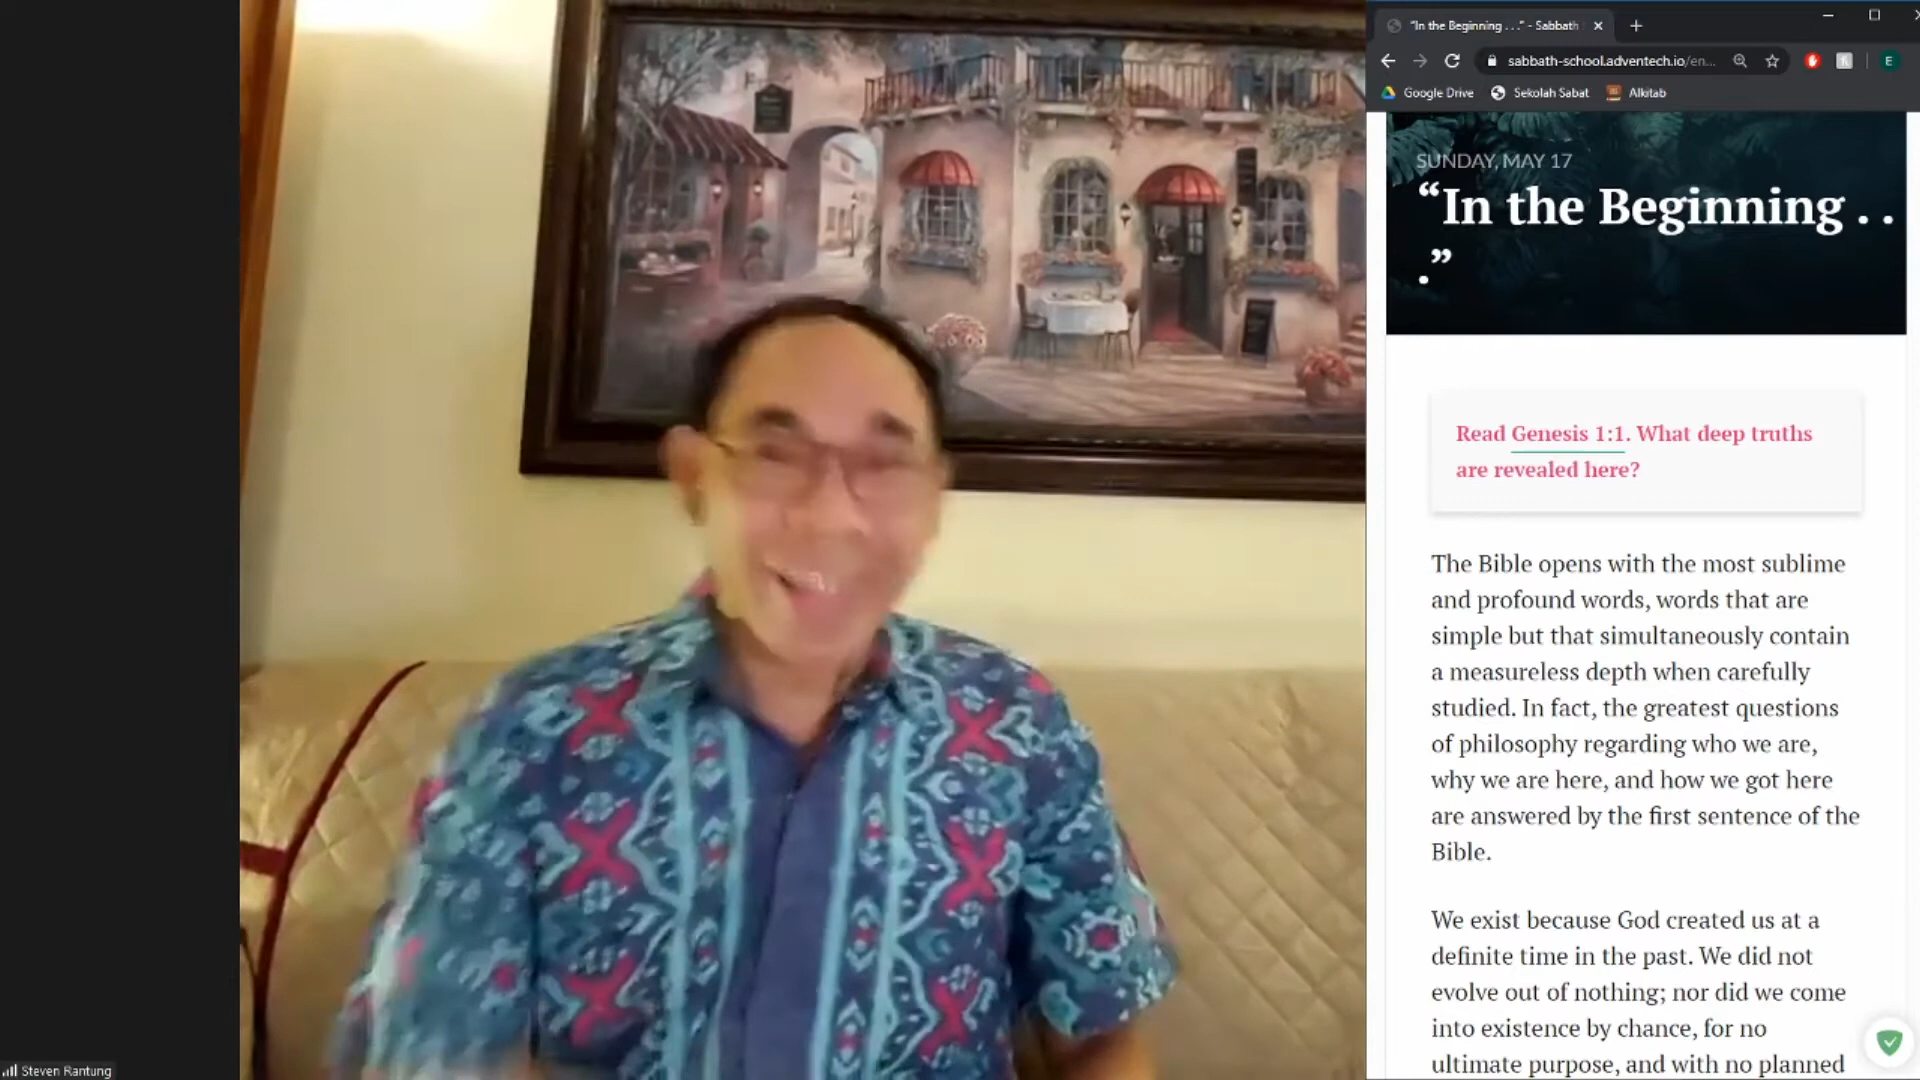 "In the Beginning . . ." - Sabbath
sabbath-school.adventech.io/en...
E
Google Drive
Sekolah Sabat
Alkitab
SUNDAY, MAY 17
“In the Beginning . .
.”
Read Genesis 1:1. What deep truths
are revealed here?
The Bible opens with the most sublime
and profound words, words that are
simple but that simultaneously contain
a measureless depth when carefully
studied. In fact, the greatest questions
of philosophy regarding who we are,
why we are here, and how we got here
are answered by the first sentence of the
Bible.
We exist because God created us at a
definite time in the past. We did not
evolve out of nothing; nor did we come
into existence by chance, for no
ultimate purpose, and with no planned
Steven Rantung